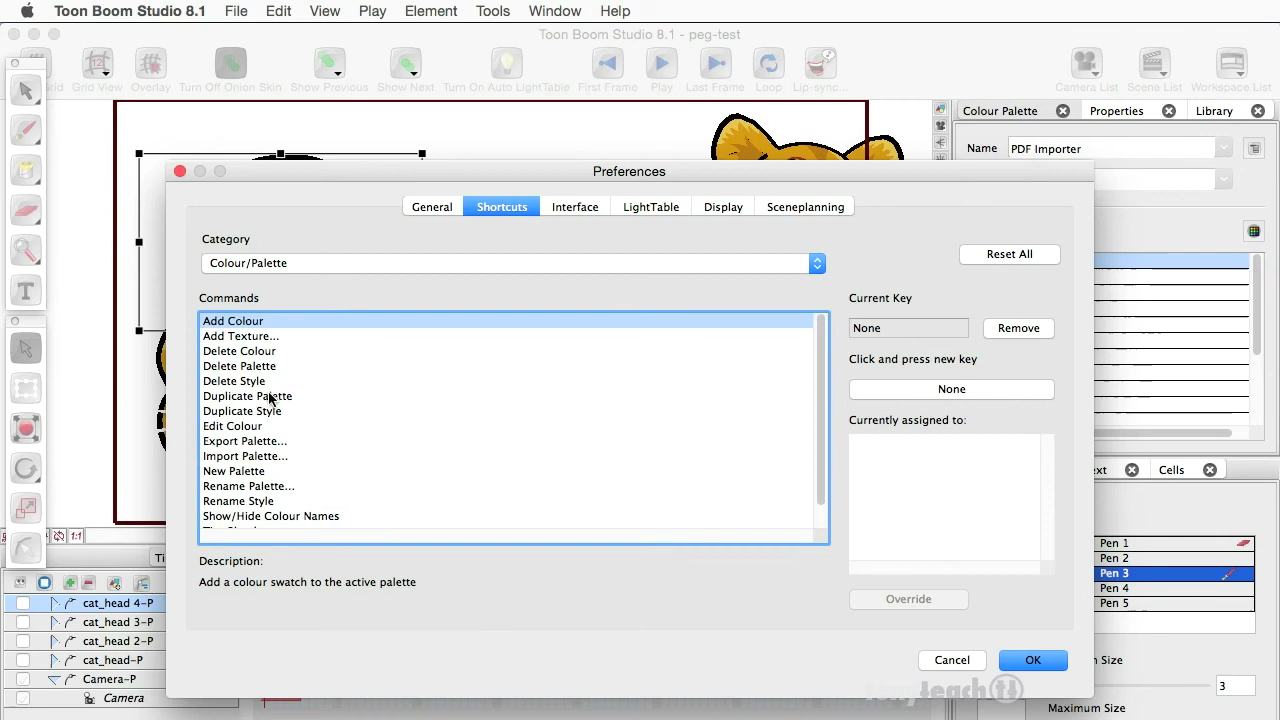 Toon Boom Studio 8.1 File Edit View Play Element Tools Window Help
Toon Boom Studio 8.1 - peg-test
Grid View Overlay Turn Off Onion Skin Show Previous Show Next Turn On Auto LightTable First Frame Play Last Frame Loop Lip-sync... Camera List Scene List Workspace List
12
Colour Palette Properties Library
Name PDF Importer
Preferences
General Shortcuts Interface LightTable Display Sceneplanning
Category
Colour/Palette
Reset All
Commands
Add Colour
Add Texture...
Delete Colour
Delete Palette
Delete Style
Duplicate Palette
Duplicate Style
Edit Colour
Export Palette...
Import Palette...
New Palette
Rename Palette...
Rename Style
Show/Hide Colour Names
Current Key
None Remove
Click and press new key
None
Currently assigned to:
Override
Description:
Add a colour swatch to the active palette
Cancel OK
T
1:1
cat_head 4-P
cat_head 3-P
cat_head 2-P
cat_head-P
Camera-P
Camera
Cells
Pen 1
Pen 2
Pen 3
Pen 4
Pen 5
Size
3
Maximum Size